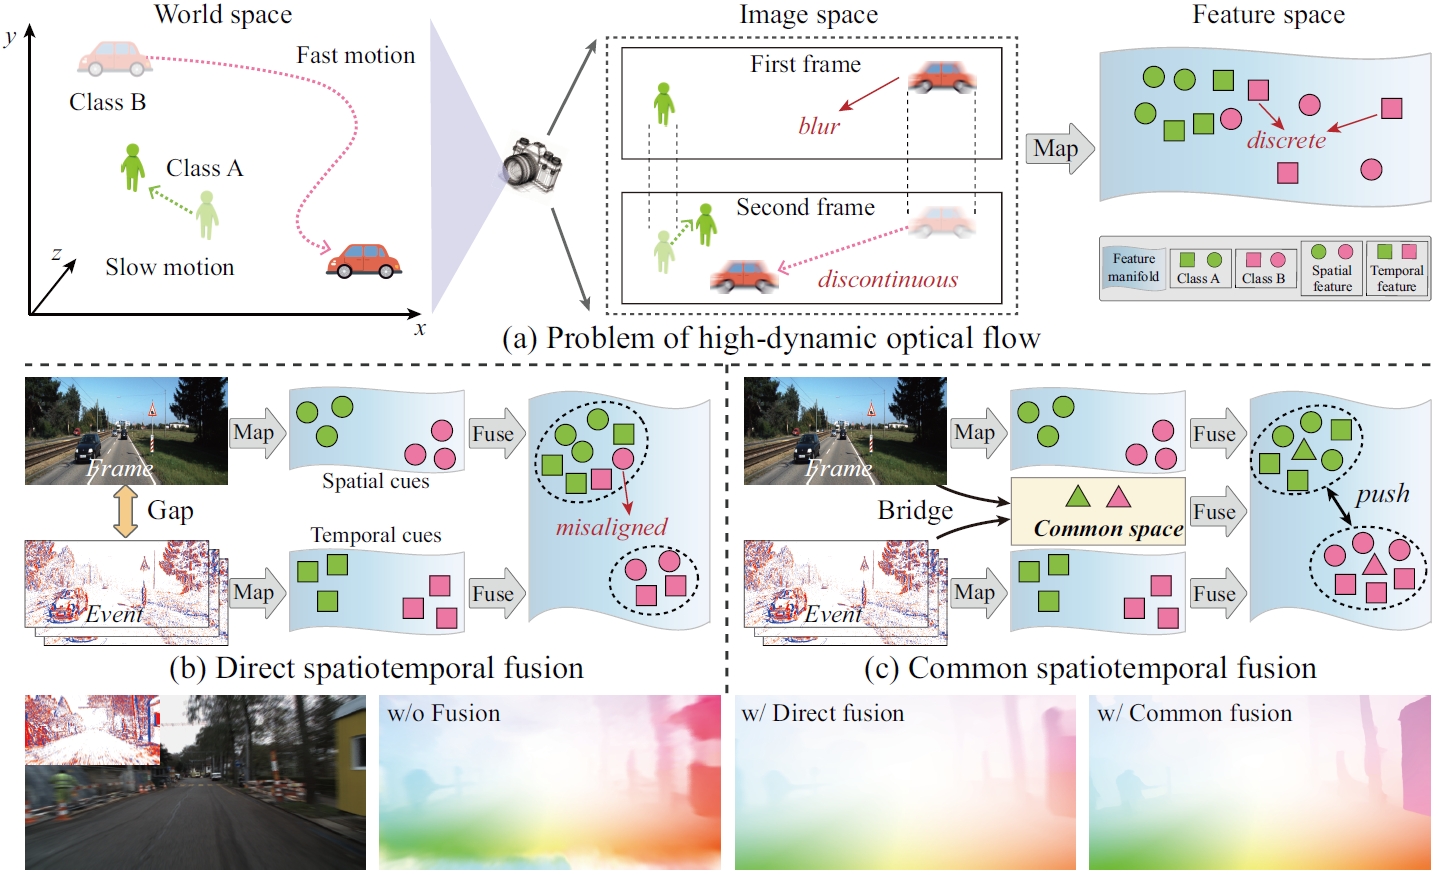 World space
Image space
Feature space
y
Class B
Fast motion
Class A
z
Slow motion
x
First frame
blur
Second frame
discontinuous
Map
discrete
Feature
manifold
Class A
Class B
Spatial
feature
Temporal
feature
(a) Problem of high-dynamic optical flow
Frame
Gap
Event
Map
Spatial cues
Temporal cues
Map
Fuse
Fuse
misaligned
(b) Direct spatiotemporal fusion
Frame
Bridge
Event
Map
Common space
Map
Fuse
Fuse
Fuse
push
(c) Common spatiotemporal fusion
w/o Fusion
w/ Direct fusion
w/ Common fusion